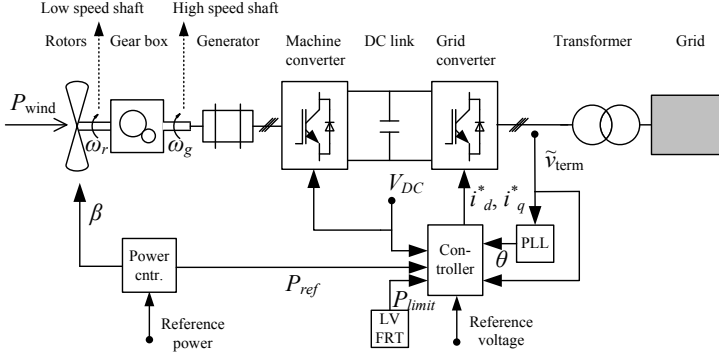 Low speed shaft
High speed shaft
Rotors
Gear box
Generator
Machine
converter
DC link
Grid
converter
Transformer
Grid
P_wind
ω_r
ω_g
ṽ_term
V_DC
i*_d, i*_q
β
PLL
θ
Power
cntr.
Con-
troller
P_ref
P_limit
LV
FRT
Reference
power
Reference
voltage